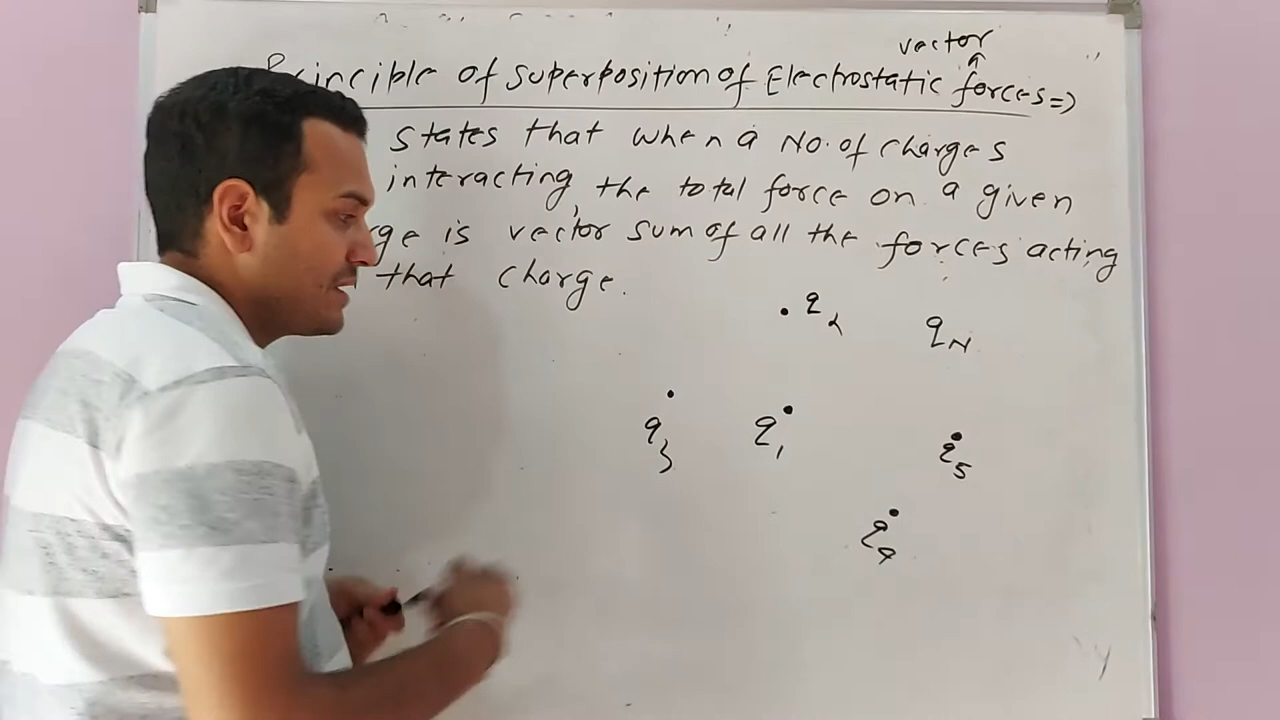 vector
Principle of Superposition of Electrostatic forces=)
states that when a No. of charges
interacting, the total force on a given
rge is vector sum of all the forces acting
that charge.
q2 qN
q3 q1 q5
q4